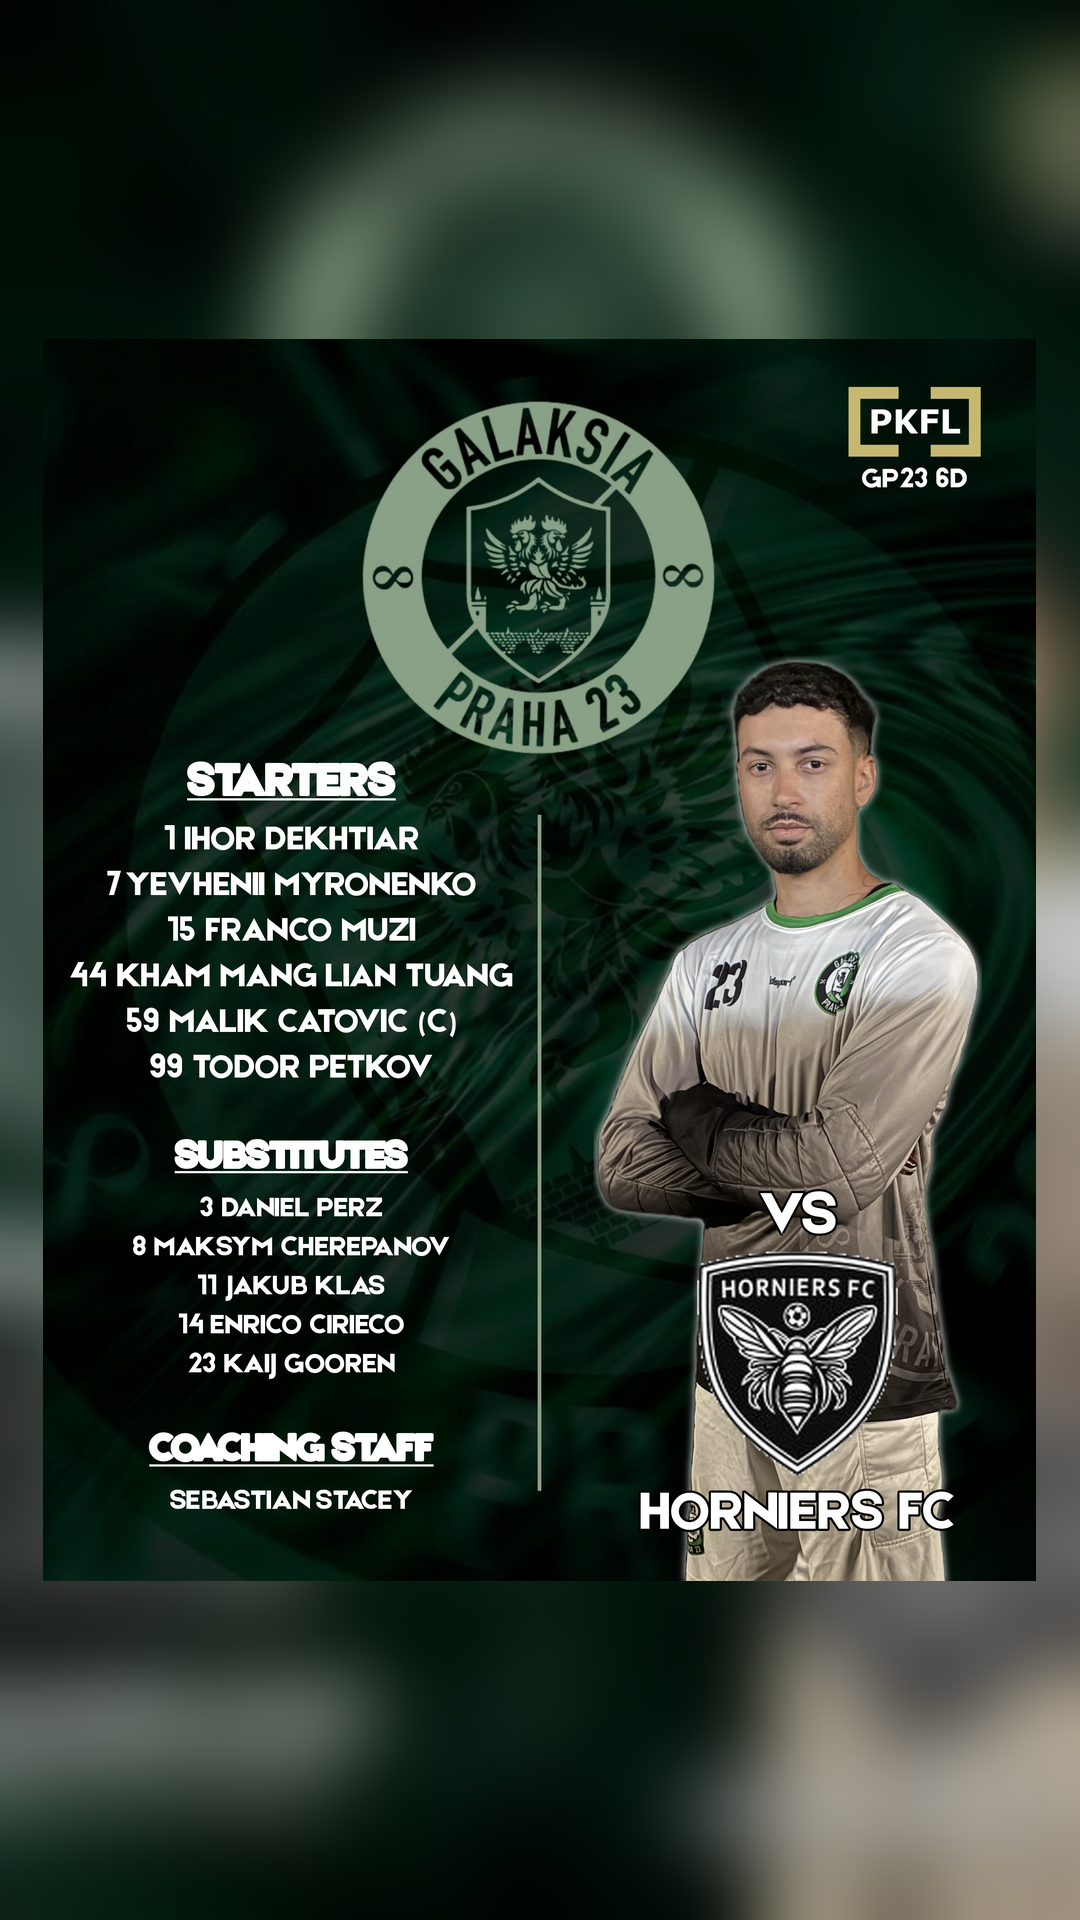 GALAKSIA
8 8
PRAHA 23
PKFL
GP23 6D
STARTERS
1 IHOR DEKHTIAR
7 YEVHENII MYRONENKO
15 FRANCO MUZI
44 KHAM MANG LIAN TUANG
59 MALIK CATOVIC (C)
99 TODOR PETKOV
SUBSTITUTES
3 DANIEL PERZ
8 MAKSYM CHEREPANOV
11 JAKUB KLAS
14 ENRICO CIRIECO
23 KAIJ GOOREN
COACHING STAFF
SEBASTIAN STACEY
23
VS
HORNIERS FC
HORNIERS FC